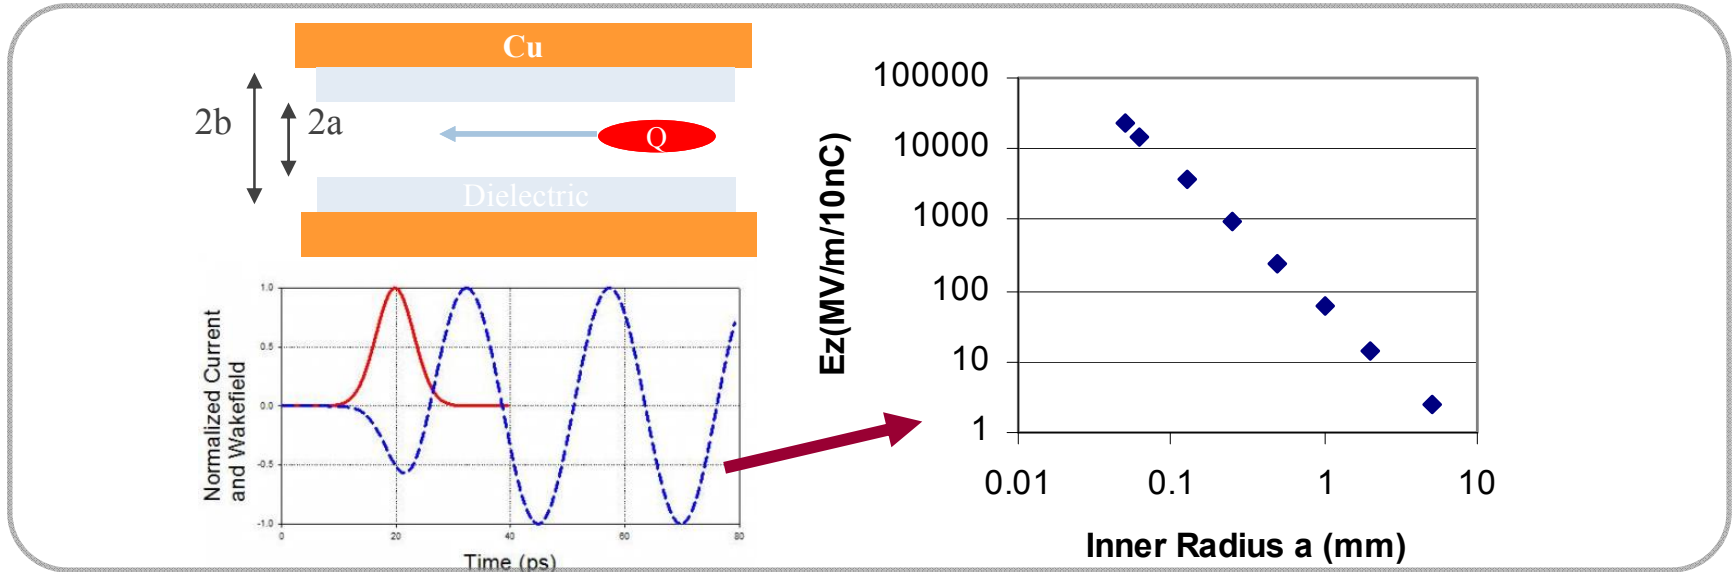 Cu
2b
2a
Q
Dielectric
Normalized Current
and Wakefield
1.0
0.5
0.0
-0.5
-1.0
0
20
40
60
80
Time (ps)
Ez(MV/m/10nC)
100000
10000
1000
100
10
1
0.01
0.1
1
10
Inner Radius a (mm)